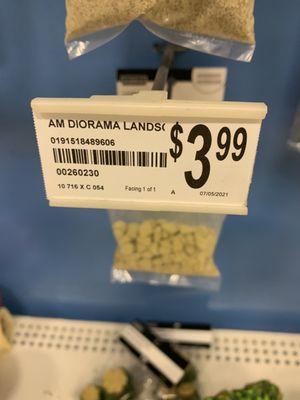 AM DIORAMA LANDSC
0191518489606
$3.99
00260230
10 716 X C 054
Facing 1 of 1
A
07/05/2021